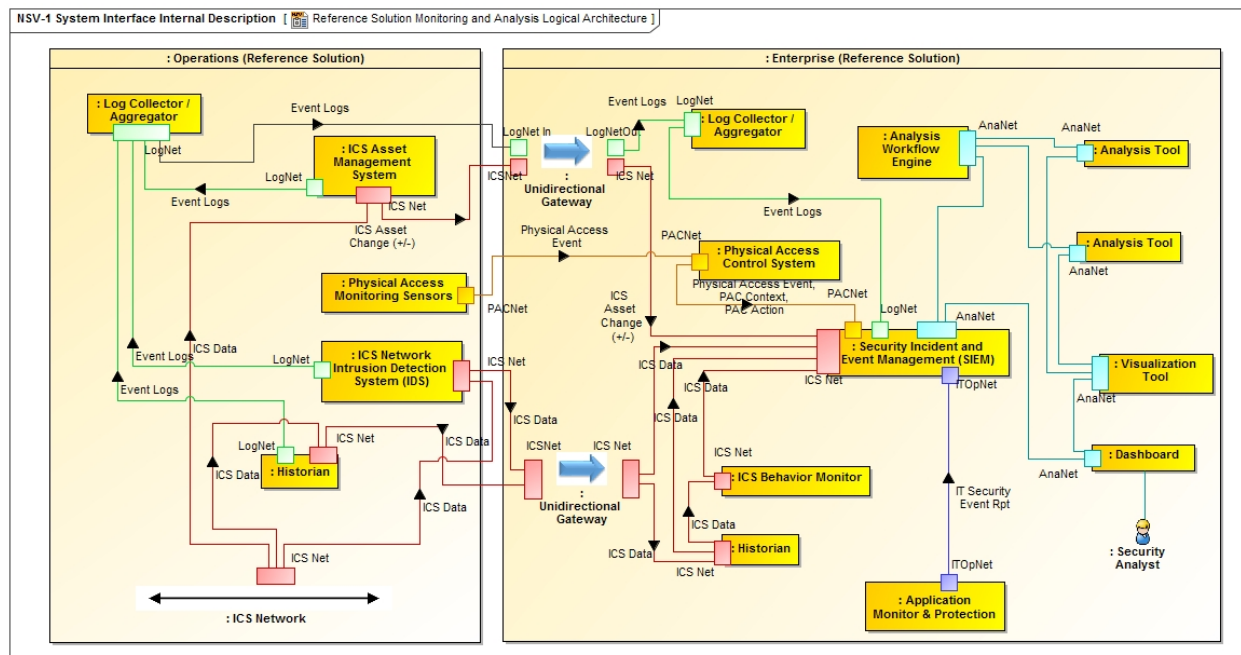 NSV-1 System Interface Internal Description [ Reference Solution Monitoring and Analysis Logical Architecture ]
: Operations (Reference Solution)
: Log Collector /
Aggregator
LogNet
Event Logs
: ICS Asset
Management
System
LogNet
Event Logs
ICS Net
ICS Asset
Change (+/-)
: Physical Access
Monitoring Sensors
PACNet
ICS Data
Event Logs
LogNet
: ICS Network
Intrusion Detection
System (IDS)
ICS Net
Event Logs
ICS Data
LogNet
ICS Net
: Historian
ICS Data
ICS Data
ICS Data
ICS Net
: ICS Network
: Enterprise (Reference Solution)
LogNet In
ICSNet
LogNetOut
ICS Net
:
Unidirectional
Gateway
Event Logs
LogNet
: Log Collector /
Aggregator
Event Logs
Physical Access
Event
PACNet
: Physical Access
Control System
Physical Access Event,
PAC Context,
PAC Action
PACNet
LogNet
ICS
Asset
Change
(+/-)
AnaNet
: Security Incident and
Event Management (SIEM)
ICS Net
ITOpNet
ICS Data
ICS Data
ICS Data
ICSNet
ICS Net
:
Unidirectional
Gateway
ICS Net
: ICS Behavior Monitor
ICS Data
ICS Data
ICS Net
: Historian
IT Security
Event Rpt
ITOpNet
: Application
Monitor & Protection
: Analysis
Workflow
Engine
AnaNet
AnaNet
: Analysis Tool
: Analysis Tool
AnaNet
: Visualization
Tool
AnaNet
: Dashboard
AnaNet
: Security
Analyst